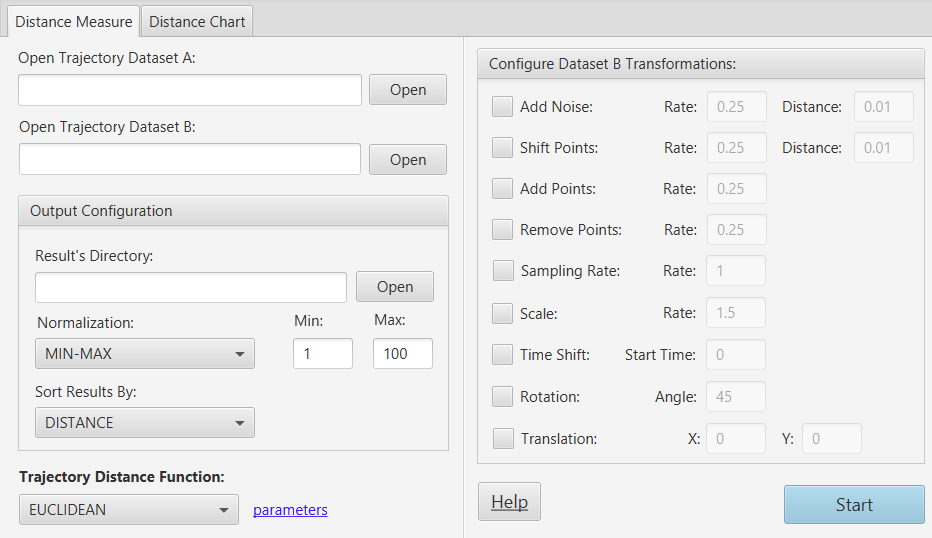 Distance Measure Distance Chart
Open Trajectory Dataset A:
Open
Open Trajectory Dataset B:
Open
Output Configuration
Result's Directory:
Open
Normalization: Min: Max:
MIN-MAX 1 100
Sort Results By:
DISTANCE
Trajectory Distance Function:
EUCLIDEAN parameters
Configure Dataset B Transformations:
Add Noise: Rate: 0.25 Distance: 0.01
Shift Points: Rate: 0.25 Distance: 0.01
Add Points: Rate: 0.25
Remove Points: Rate: 0.25
Sampling Rate: Rate: 1
Scale: Rate: 1.5
Time Shift: Start Time: 0
Rotation: Angle: 45
Translation: X: 0 Y: 0
Help Start